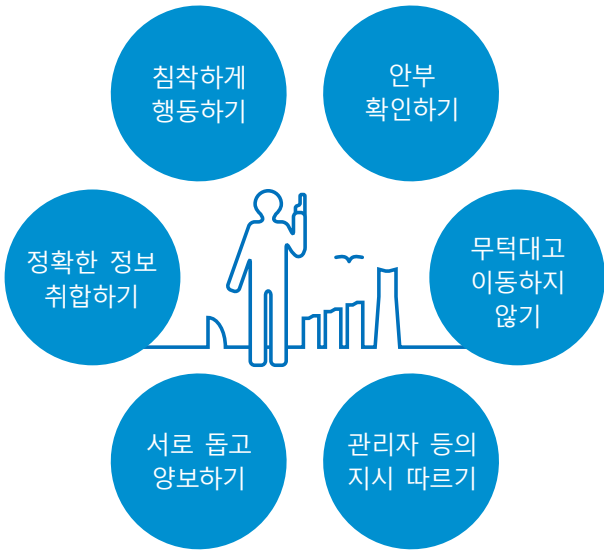 침착하게
행동하기
안부
확인하기
정확한 정보
취합하기
무턱대고
이동하지
않기
서로 돕고
양보하기
관리자 등의
지시 따르기